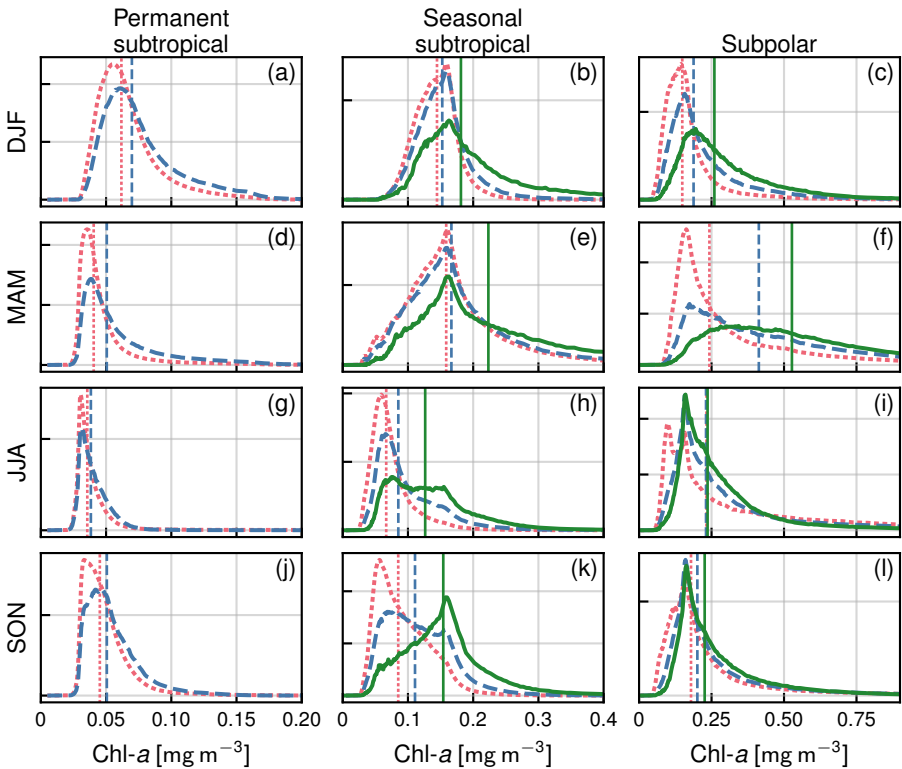 Permanent
subtropical
Seasonal
subtropical
Subpolar
DJF
(a)
(b)
(c)
MAM
(d)
(e)
(f)
JJA
(g)
(h)
(i)
SON
(j)
(k)
(l)
0 0.05 0.10 0.15 0.20
0 0.1 0.2 0.3 0.4
0 0.25 0.50 0.75
Chl-a [mg m⁻³]
Chl-a [mg m⁻³]
Chl-a [mg m⁻³]